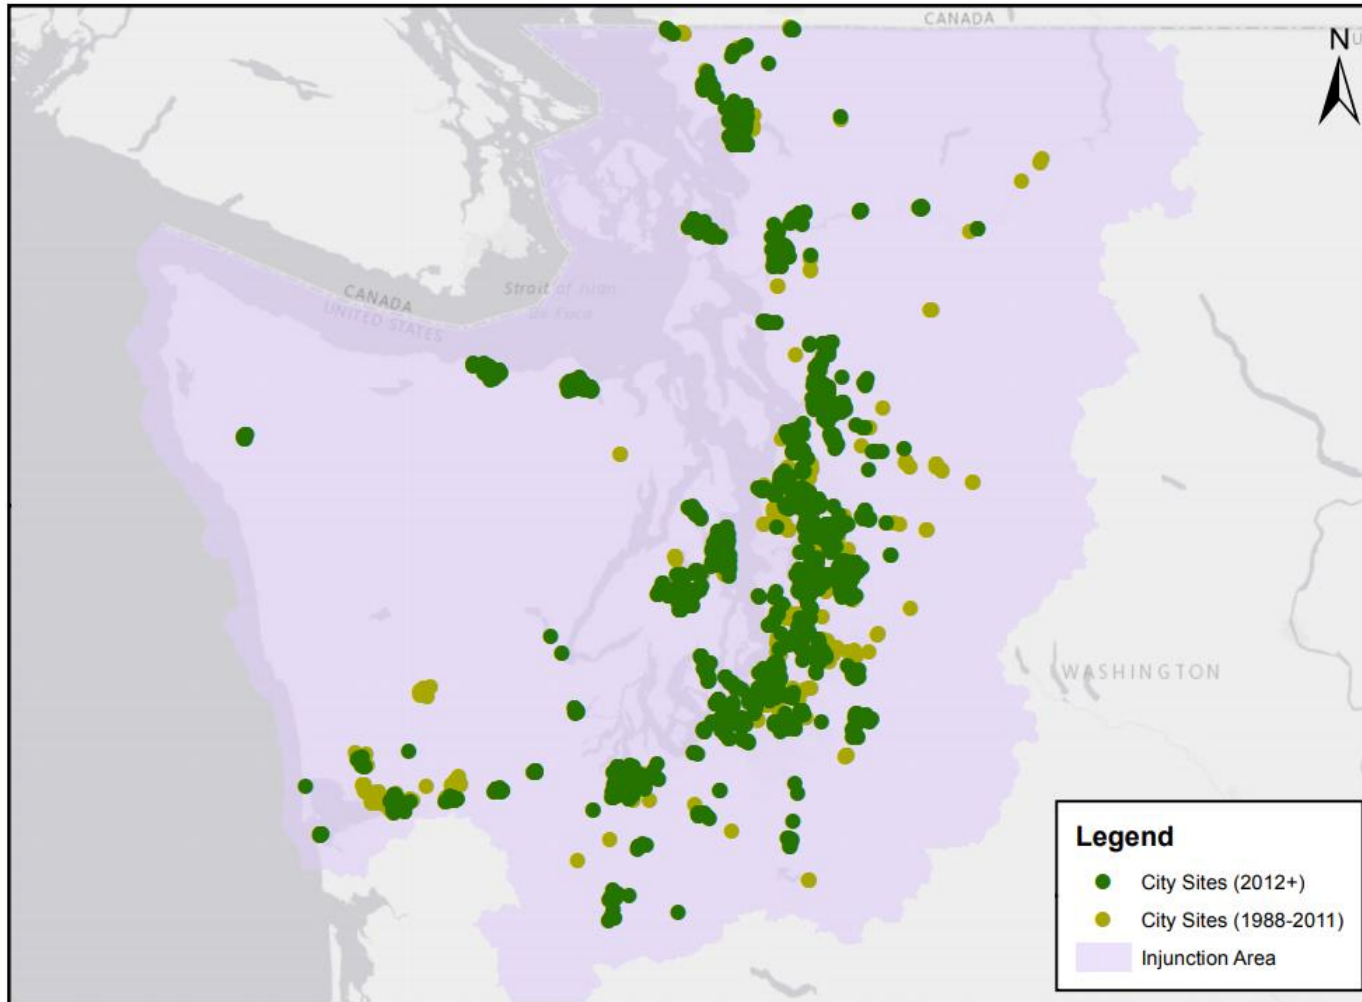 CANADA
N
U
CANADA
UNITED STATES
Strait of Juan
de Fuca
WASHINGTON
Legend
City Sites (2012+)
City Sites (1988-2011)
Injunction Area